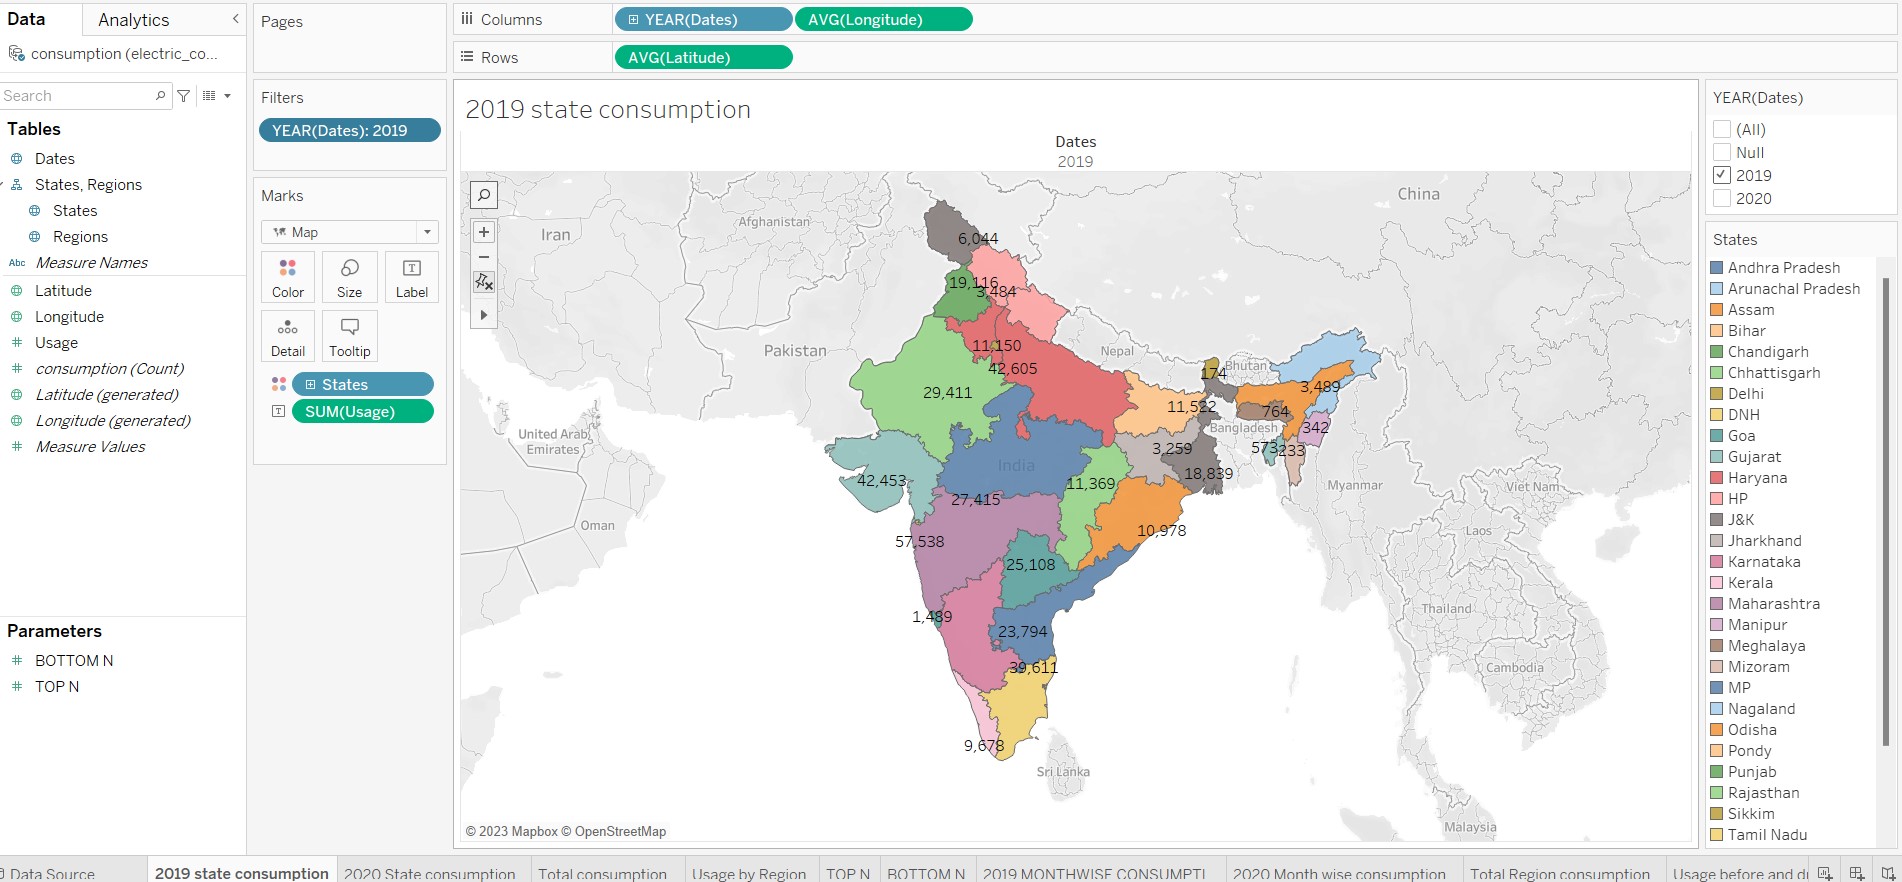 Data
Analytics
consumption (electric_co...
Search
Tables
Dates
States, Regions
States
Regions
Abc Measure Names
Latitude
Longitude
Usage
consumption (Count)
Latitude (generated)
Longitude (generated)
Measure Values
Parameters
BOTTOM N
TOP N
Pages
Filters
YEAR(Dates): 2019
Marks
Map
Color
Size
Label
Detail
Tooltip
States
SUM(Usage)
Columns
YEAR(Dates)
AVG(Longitude)
Rows
AVG(Latitude)
2019 state consumption
Dates
2019
China
Afghanistan
Iran
6,044
19,116
3,484
Pakistan
11,150
Nepal
42,605
174
Bhutan
29,411
3,489
11,522
764
342
United Arab
Emirates
Bangladesh
3,259
573
233
India
42,453
11,369
18,839
Myanmar
Viet Nam
27,415
Oman
10,978
Laos
57,538
25,108
1,489
Thailand
23,794
39,611
Cambodia
9,678
Sri Lanka
Malaysia
© 2023 Mapbox © OpenStreetMap
YEAR(Dates)
(All)
Null
2019
2020
States
Andhra Pradesh
Arunachal Pradesh
Assam
Bihar
Chandigarh
Chhattisgarh
Delhi
DNH
Goa
Gujarat
Haryana
HP
J&K
Jharkhand
Karnataka
Kerala
Maharashtra
Manipur
Meghalaya
Mizoram
MP
Nagaland
Odisha
Pondy
Punjab
Rajasthan
Sikkim
Tamil Nadu
Data Source
2019 state consumption
2020 State consumption
Total consumption
Usage by Region
TOP N
BOTTOM N
2019 MONTHWISE CONSUMPTI
2020 Month wise consumption
Total Region consumption
Usage before and